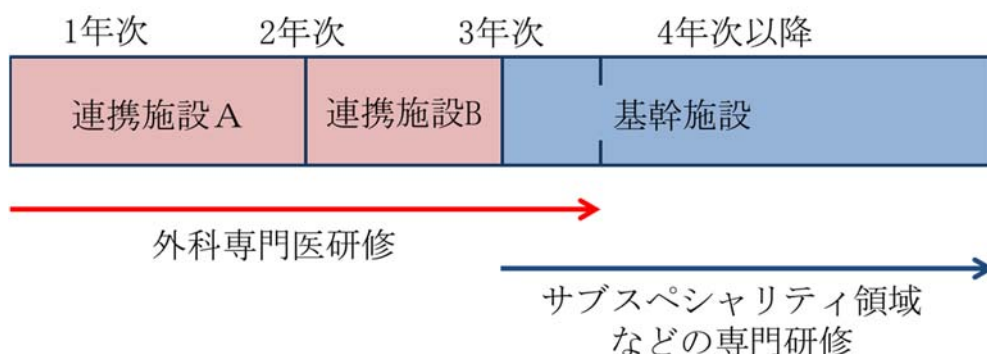 1年次 2年次 3年次 4年次以降
連携施設A 連携施設B 基幹施設
外科専門医研修
サブスペシャリティ領域
などの専門研修